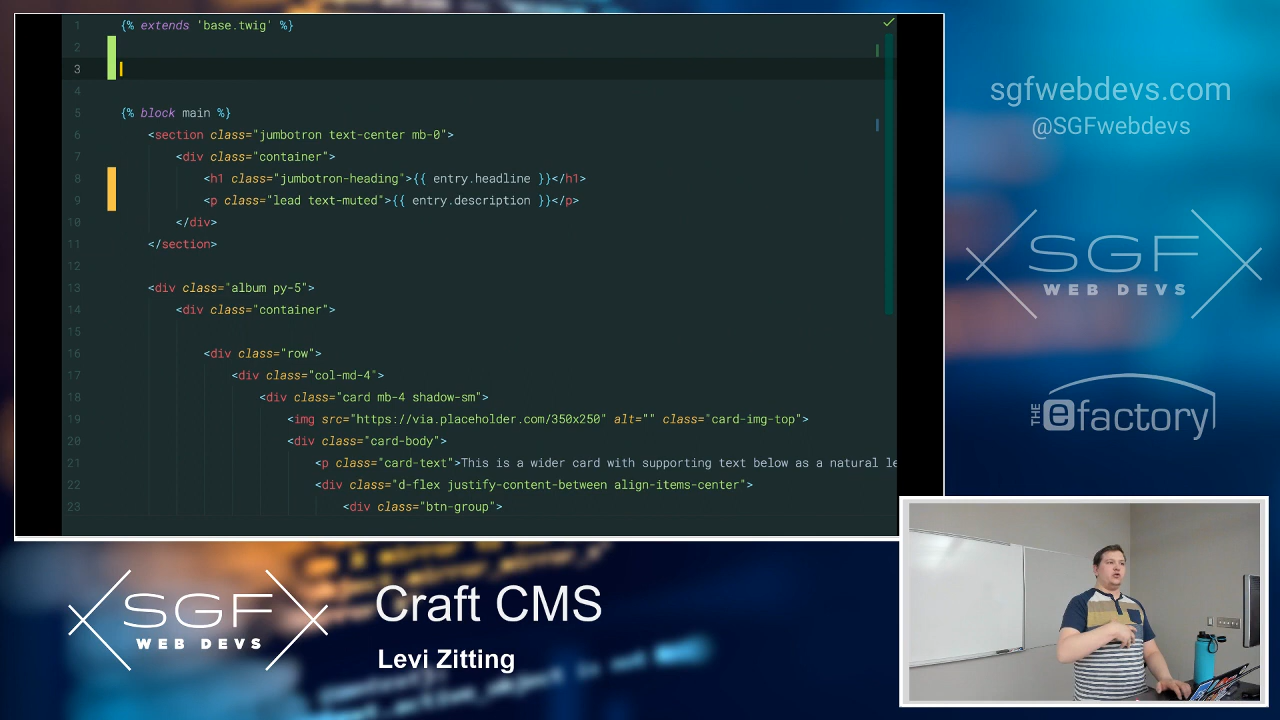 1 {% extends 'base.twig' %}
2
3
4
5 {% block main %}
6 <section class="jumbotron text-center mb-0">
7 <div class="container">
8 <h1 class="jumbotron-heading">{{ entry.headline }}</h1>
9 <p class="lead text-muted">{{ entry.description }}</p>
10 </div>
11 </section>
12
13 <div class="album py-5">
14 <div class="container">
15
16 <div class="row">
17 <div class="col-md-4">
18 <div class="card mb-4 shadow-sm">
19 <img src="https://via.placeholder.com/350x250" alt="" class="card-img-top">
20 <div class="card-body">
21 <p class="card-text">This is a wider card with supporting text below as a natural le
22 <div class="d-flex justify-content-between align-items-center">
23 <div class="btn-group">
sgfwebdevs.com
@SGFwebdevs
SGF
WEB DEVS
THE efactory
SGF
WEB DEVS
Craft CMS
Levi Zitting